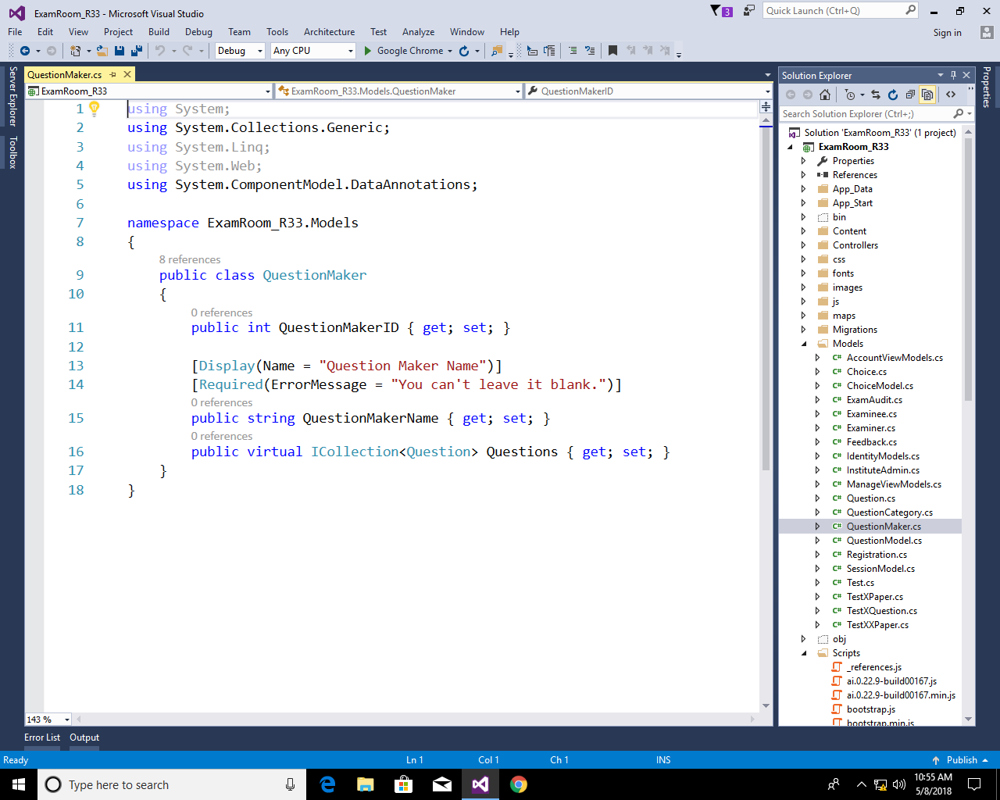 ExamRoom_R33 - Microsoft Visual Studio
3
Quick Launch (Ctrl+Q)
File Edit View Project Build Debug Team Tools Architecture Test Analyze Window Help
Sign in
Debug Any CPU Google Chrome
Server Explorer
Toolbox
QuestionMaker.cs
ExamRoom_R33 ExamRoom_R33.Models.QuestionMaker QuestionMakerID
1 using System;
2 using System.Collections.Generic;
3 using System.Linq;
4 using System.Web;
5 using System.ComponentModel.DataAnnotations;
6
7 namespace ExamRoom_R33.Models
8 {
8 references
9 public class QuestionMaker
10 {
0 references
11 public int QuestionMakerID { get; set; }
12
13 [Display(Name = "Question Maker Name")]
14 [Required(ErrorMessage = "You can't leave it blank.")]
0 references
15 public string QuestionMakerName { get; set; }
0 references
16 public virtual ICollection<Question> Questions { get; set; }
17 }
18 }
143 %
Solution Explorer
Search Solution Explorer (Ctrl+;)
Solution 'ExamRoom_R33' (1 project)
ExamRoom_R33
Properties
References
App_Data
App_Start
bin
Content
Controllers
css
fonts
images
js
maps
Migrations
Models
C# AccountViewModels.cs
C# Choice.cs
C# ChoiceModel.cs
C# ExamAudit.cs
C# Examinee.cs
C# Examiner.cs
C# Feedback.cs
C# IdentityModels.cs
C# InstituteAdmin.cs
C# ManageViewModels.cs
C# Question.cs
C# QuestionCategory.cs
C# QuestionMaker.cs
C# QuestionModel.cs
C# Registration.cs
C# SessionModel.cs
C# Test.cs
C# TestXPaper.cs
C# TestXQuestion.cs
C# TestXXPaper.cs
obj
Scripts
_references.js
ai.0.22.9-build00167.js
ai.0.22.9-build00167.min.js
bootstrap.js
bootstrap.min.js
Properties
Error List Output
Ready Ln 1 Col 1 Ch 1 INS Publish
Type here to search
10:55 AM
5/8/2018